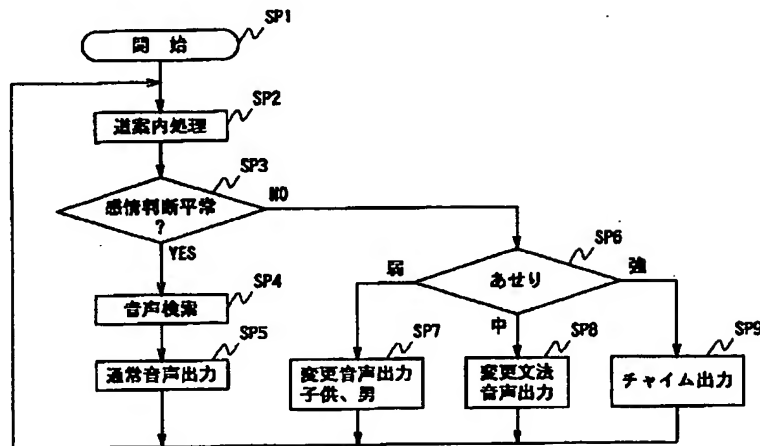 SP1
開 始
SP2
道案内処理
SP3
感情判断平常
?
NO
YES
SP4
音声検索
SP5
通常音声出力
SP6
あせり
弱
中
強
SP7
変更音声出力
子供、男
SP8
変更文法
音声出力
SP9
チャイム出力